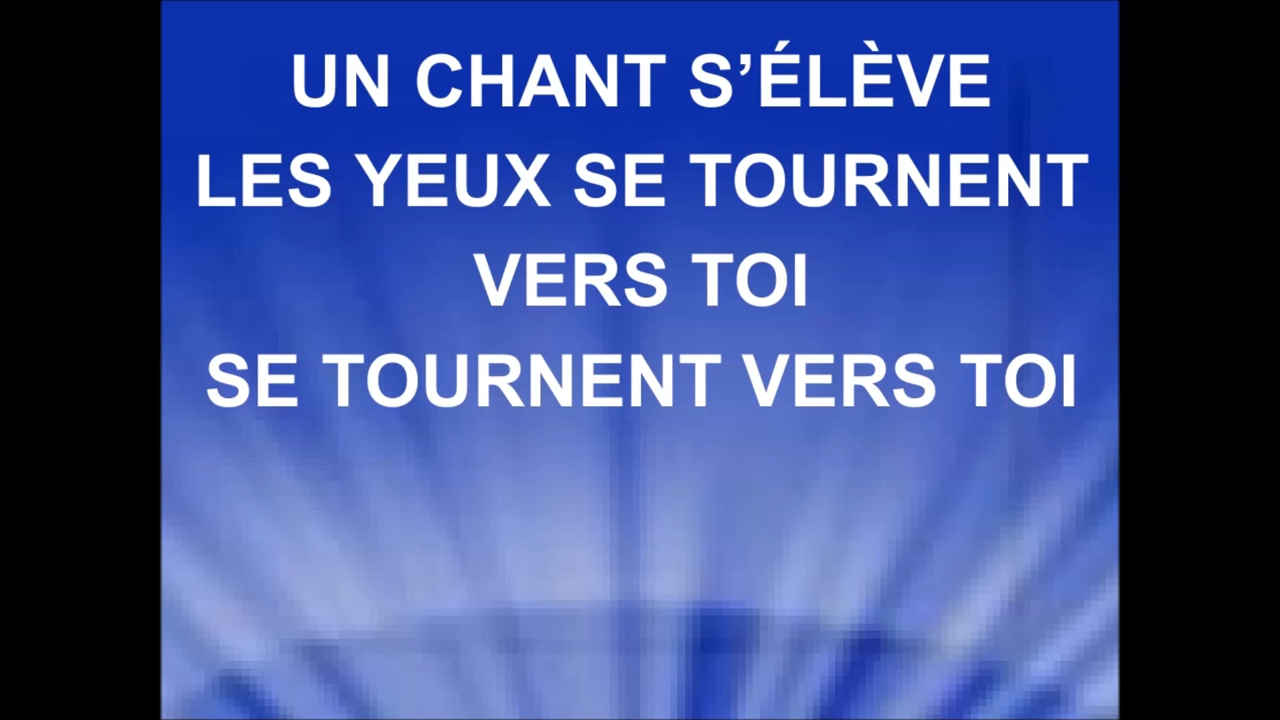 UN CHANT S’ÉLÈVE
LES YEUX SE TOURNENT
VERS TOI
SE TOURNENT VERS TOI